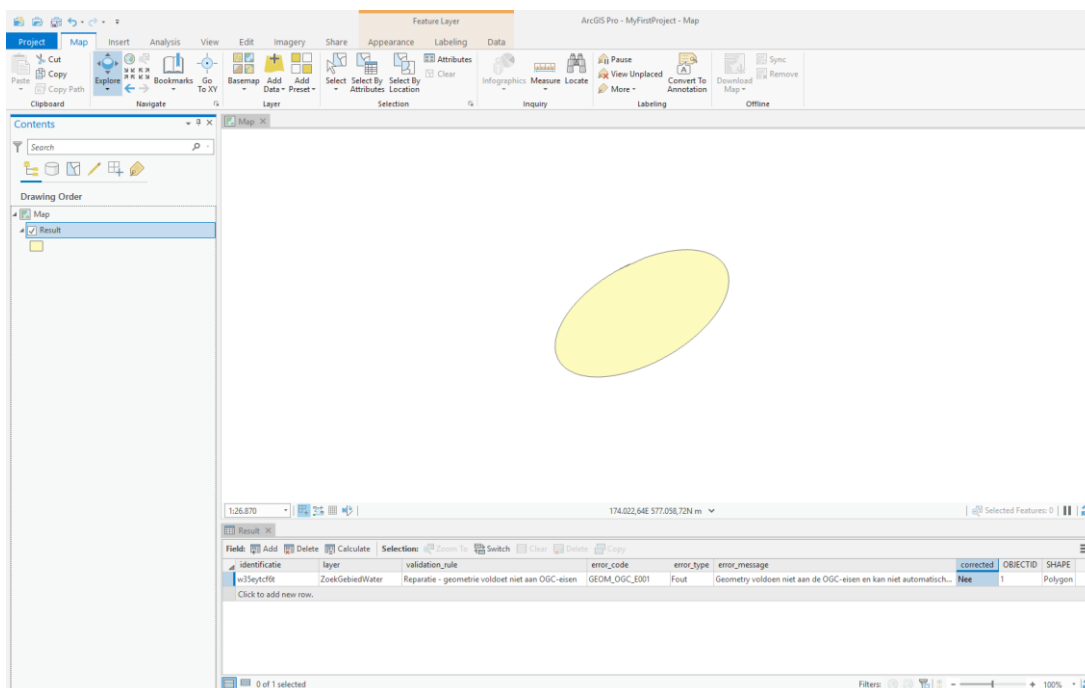 Feature Layer
ArcGIS Pro - MyFirstProject - Map
Project Map Insert Analysis View Edit Imagery Share Appearance Labeling Data
Paste
Cut
Copy
Copy Path
Clipboard
Explore
Bookmarks
Go To XY
Navigate
Basemap
Add Data
Add Preset
Layer
Select
Select By Attributes
Select By Location
Attributes
Clear
Selection
Infographics
Measure
Locate
Inquiry
Pause
View Unplaced
More
Convert To Annotation
Labeling
Download Map
Sync
Remove
Offline
Contents
Search
Drawing Order
Map
Result
Map
1:26.870
174.022,64E 577.058,72N m
Selected Features: 0
Result
Field: Add Delete Calculate Selection: Zoom To Switch Clear Delete Copy
identificatie layer validation_rule error_code error_type error_message corrected OBJECTID SHAPE
w35eytcf6t ZoekGebiedWater Reparatie - geometrie voldoet niet aan OGC-eisen GEOM_OGC_E001 Fout Geometry voldoen niet aan de OGC-eisen en kan niet automatisch... Nee 1 Polygon
Click to add new row.
0 of 1 selected
Filters:
100%